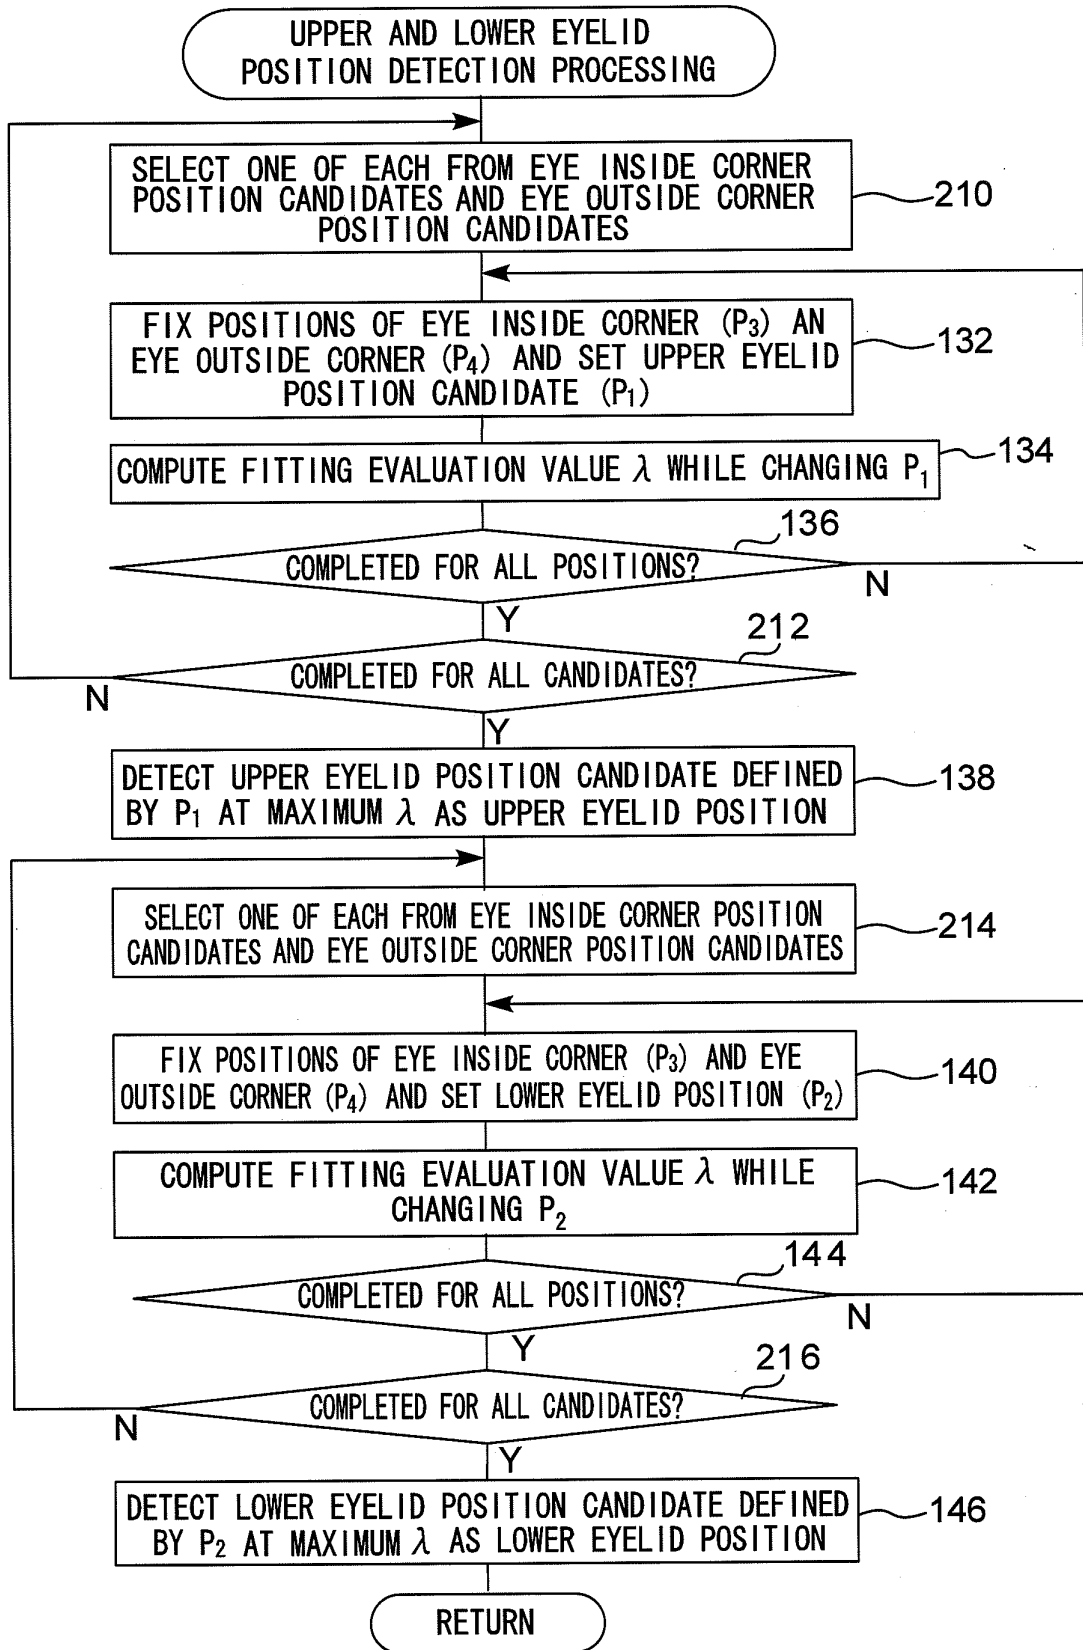 UPPER AND LOWER EYELID
POSITION DETECTION PROCESSING
SELECT ONE OF EACH FROM EYE INSIDE CORNER
POSITION CANDIDATES AND EYE OUTSIDE CORNER
POSITION CANDIDATES
210
FIX POSITIONS OF EYE INSIDE CORNER (P3) AN
EYE OUTSIDE CORNER (P4) AND SET UPPER EYELID
POSITION CANDIDATE (P1)
132
COMPUTE FITTING EVALUATION VALUE λ WHILE CHANGING P1
134
136
COMPLETED FOR ALL POSITIONS?
N
Y
212
COMPLETED FOR ALL CANDIDATES?
N
Y
DETECT UPPER EYELID POSITION CANDIDATE DEFINED
BY P1 AT MAXIMUM λ AS UPPER EYELID POSITION
138
SELECT ONE OF EACH FROM EYE INSIDE CORNER POSITION
CANDIDATES AND EYE OUTSIDE CORNER POSITION CANDIDATES
214
FIX POSITIONS OF EYE INSIDE CORNER (P3) AND EYE
OUTSIDE CORNER (P4) AND SET LOWER EYELID POSITION (P2)
140
COMPUTE FITTING EVALUATION VALUE λ WHILE
CHANGING P2
142
144
COMPLETED FOR ALL POSITIONS?
N
Y
216
COMPLETED FOR ALL CANDIDATES?
N
Y
DETECT LOWER EYELID POSITION CANDIDATE DEFINED
BY P2 AT MAXIMUM λ AS LOWER EYELID POSITION
146
RETURN